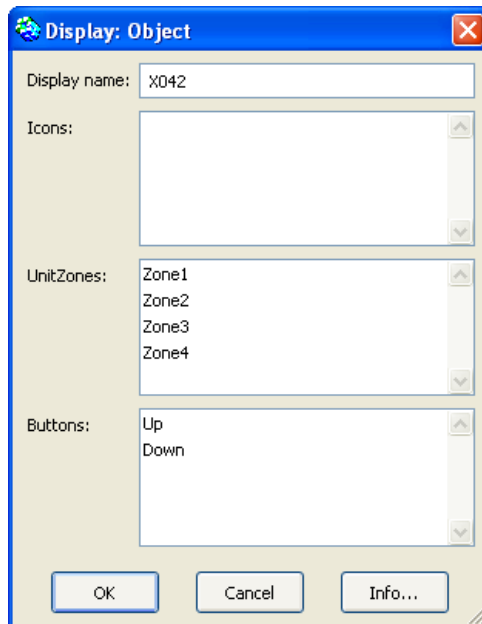 Display: Object
Display name: X042
Icons:
UnitZones:
Zone1
Zone2
Zone3
Zone4
Buttons:
Up
Down
OK Cancel Info...